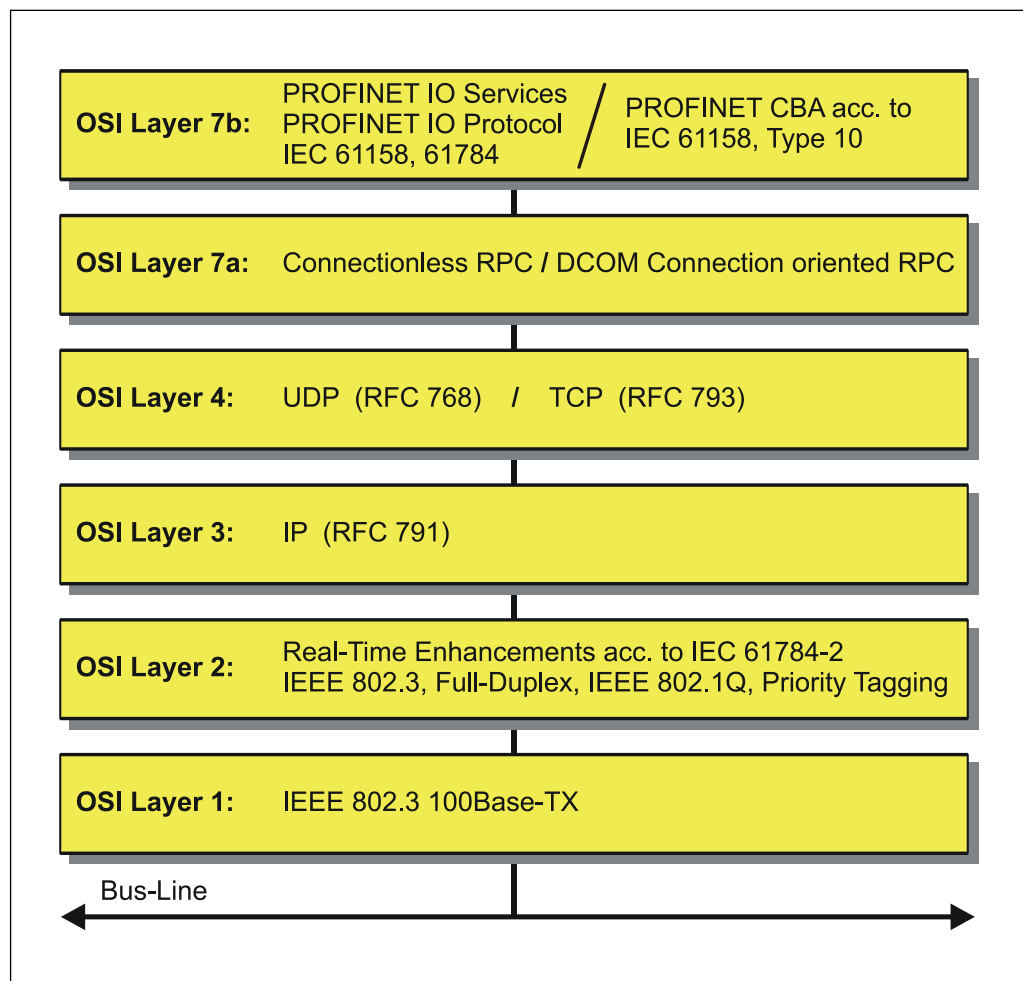 OSI Layer 7b:
PROFINET IO Services
PROFINET IO Protocol
IEC 61158, 61784
/
PROFINET CBA acc. to
IEC 61158, Type 10
OSI Layer 7a: Connectionless RPC / DCOM Connection oriented RPC
OSI Layer 4: UDP (RFC 768) / TCP (RFC 793)
OSI Layer 3: IP (RFC 791)
OSI Layer 2:
Real-Time Enhancements acc. to IEC 61784-2
IEEE 802.3, Full-Duplex, IEEE 802.1Q, Priority Tagging
OSI Layer 1: IEEE 802.3 100Base-TX
Bus-Line